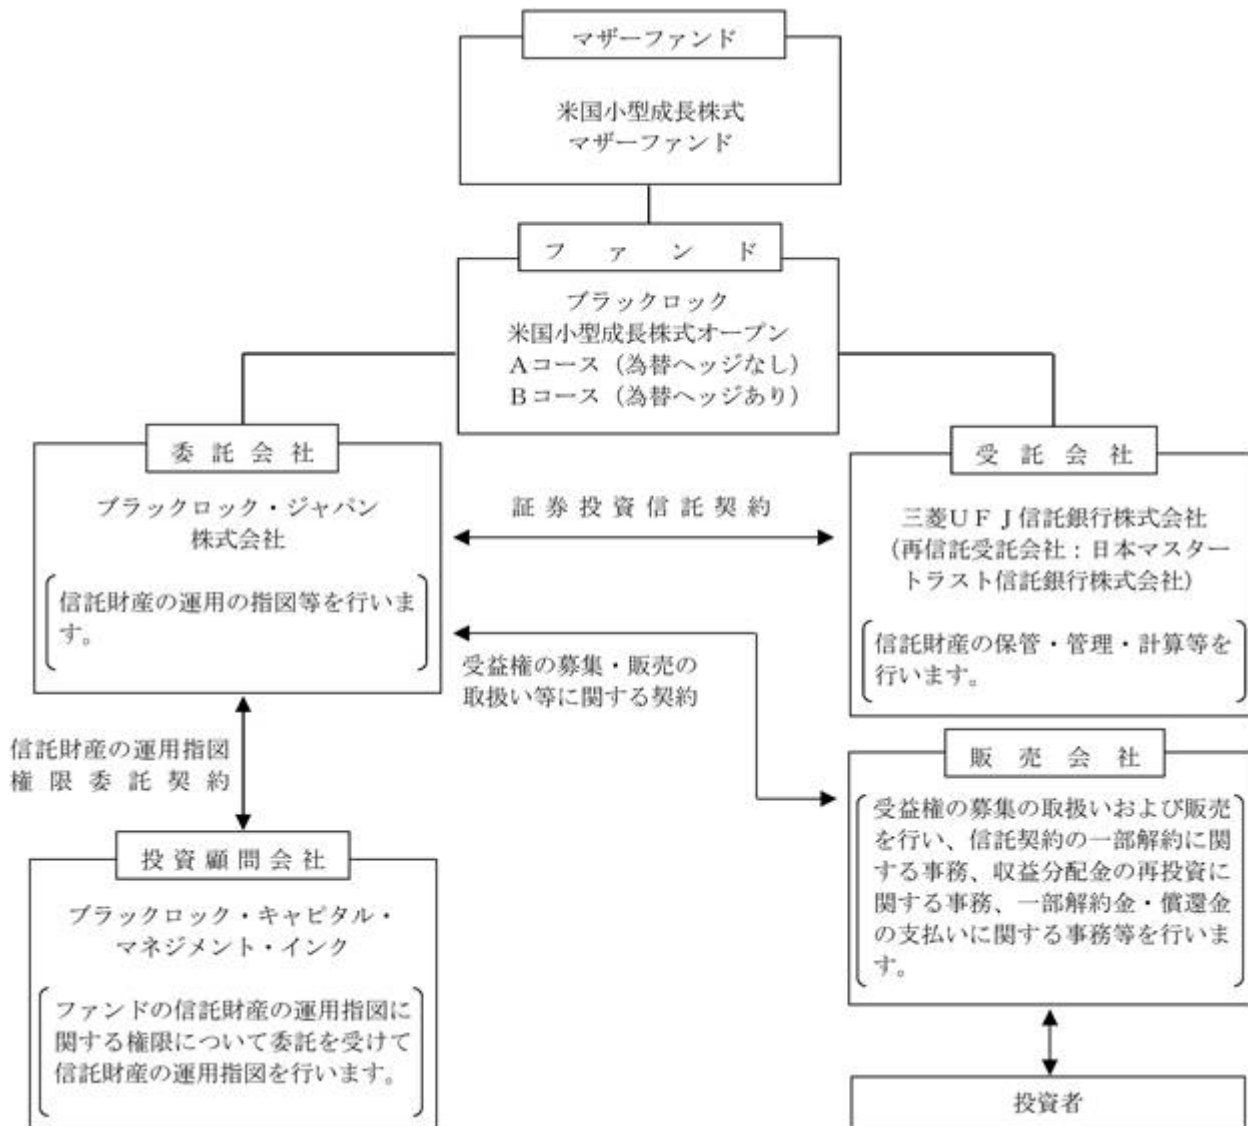 マザーファンド
米国小型成長株式
マザーファンド
ファンド
ブラックロック
米国小型成長株式オープン
Aコース（為替ヘッジなし）
Bコース（為替ヘッジあり）
委託会社
ブラックロック・ジャパン
株式会社
信託財産の運用の指図等を行いま
す。
証券投資信託契約
受託会社
三菱UFJ信託銀行株式会社
（再信託受託会社：日本マスター
トラスト信託銀行株式会社）
信託財産の保管・管理・計算等を
行います。
受益権の募集・販売の
取扱い等に関する契約
信託財産の運用指図
権限委託契約
販売会社
受益権の募集の取扱いおよび販売
を行い、信託契約の一部解約に関
する事務、収益分配金の再投資に
関する事務、一部解約金・償還金
の支払いに関する事務等を行いま
す。
投資顧問会社
ブラックロック・キャピタル・
マネジメント・インク
ファンドの信託財産の運用指図に
関する権限について委託を受けて
信託財産の運用指図を行います。
投資者